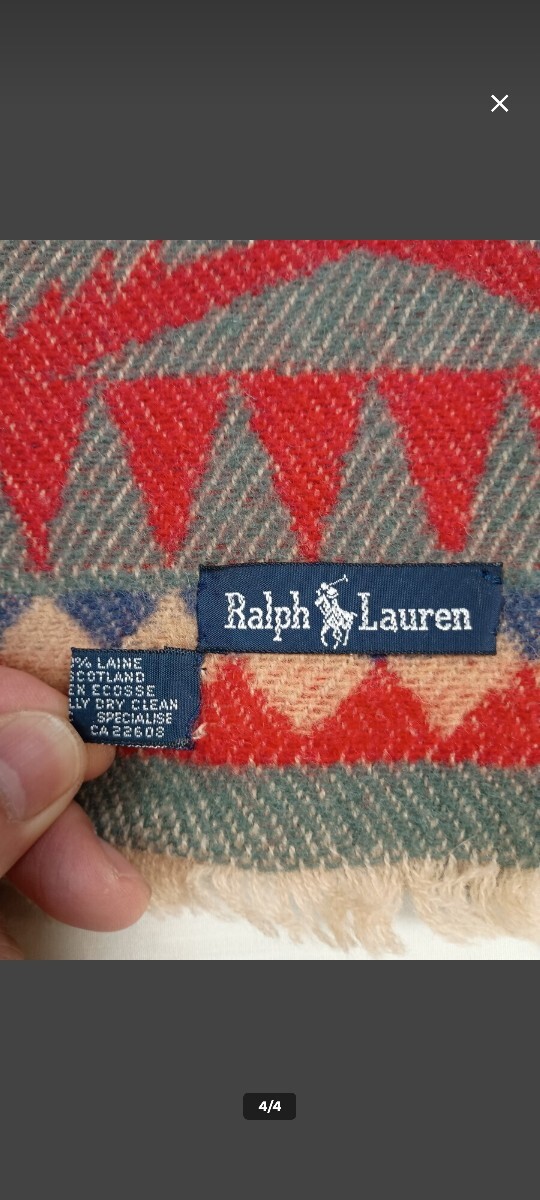 Ralph Lauren
% LAINE
SCOTLAND
EN ECOSSE
LLY DRY CLEAN
SPECIALISE
CA 22608
4/4